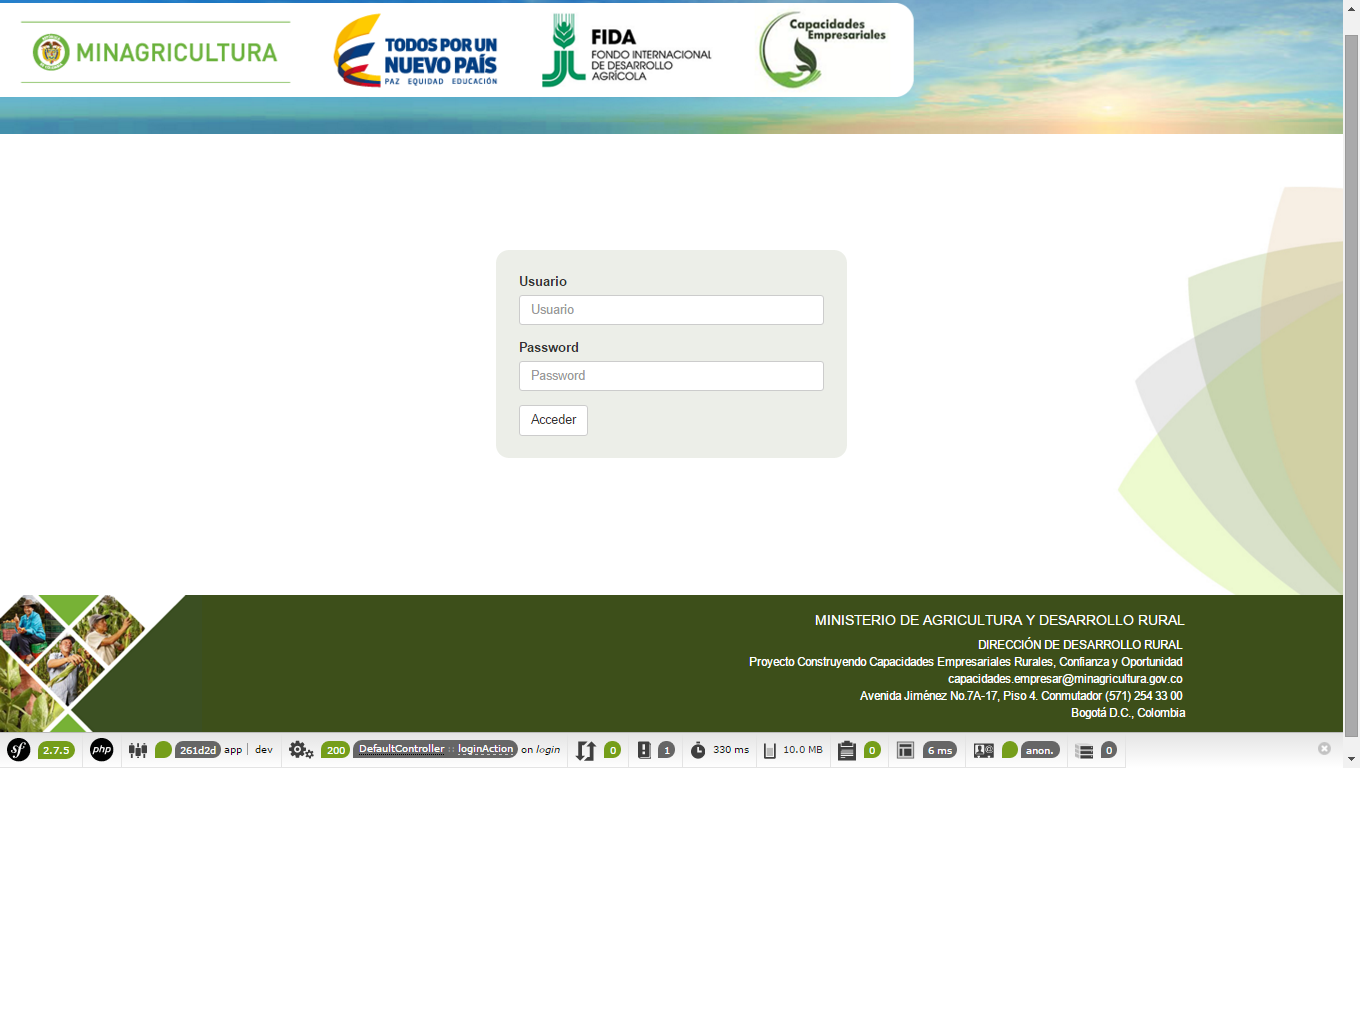 MINAGRICULTURA
TODOS POR UN
NUEVO PAÍS
PAZ EQUIDAD EDUCACIÓN
FIDA
FONDO INTERNACIONAL
DE DESARROLLO
AGRÍCOLA
Capacidades
Empresariales
Usuario
Usuario
Password
Password
Acceder
MINISTERIO DE AGRICULTURA Y DESARROLLO RURAL
DIRECCIÓN DE DESARROLLO RURAL
Proyecto Construyendo Capacidades Empresariales Rurales, Confianza y Oportunidad
capacidades.empresar@minagricultura.gov.co
Avenida Jiménez No.7A-17, Piso 4. Conmutador (571) 254 33 00
Bogotá D.C., Colombia
sf 2.7.5 php 261d2d app | dev 200 DefaultController :: loginAction on login 0 1 330 ms 10.0 MB 0 6 ms anon. 0